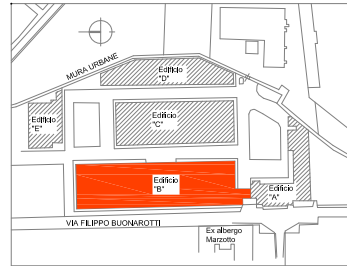 MURA URBANE
Edificio
"D"
Edificio
"E"
Edificio
"C"
Edificio
"B"
Edificio
"A"
VIA FILIPPO BUONAROTTI
Ex albergo
Marzotto